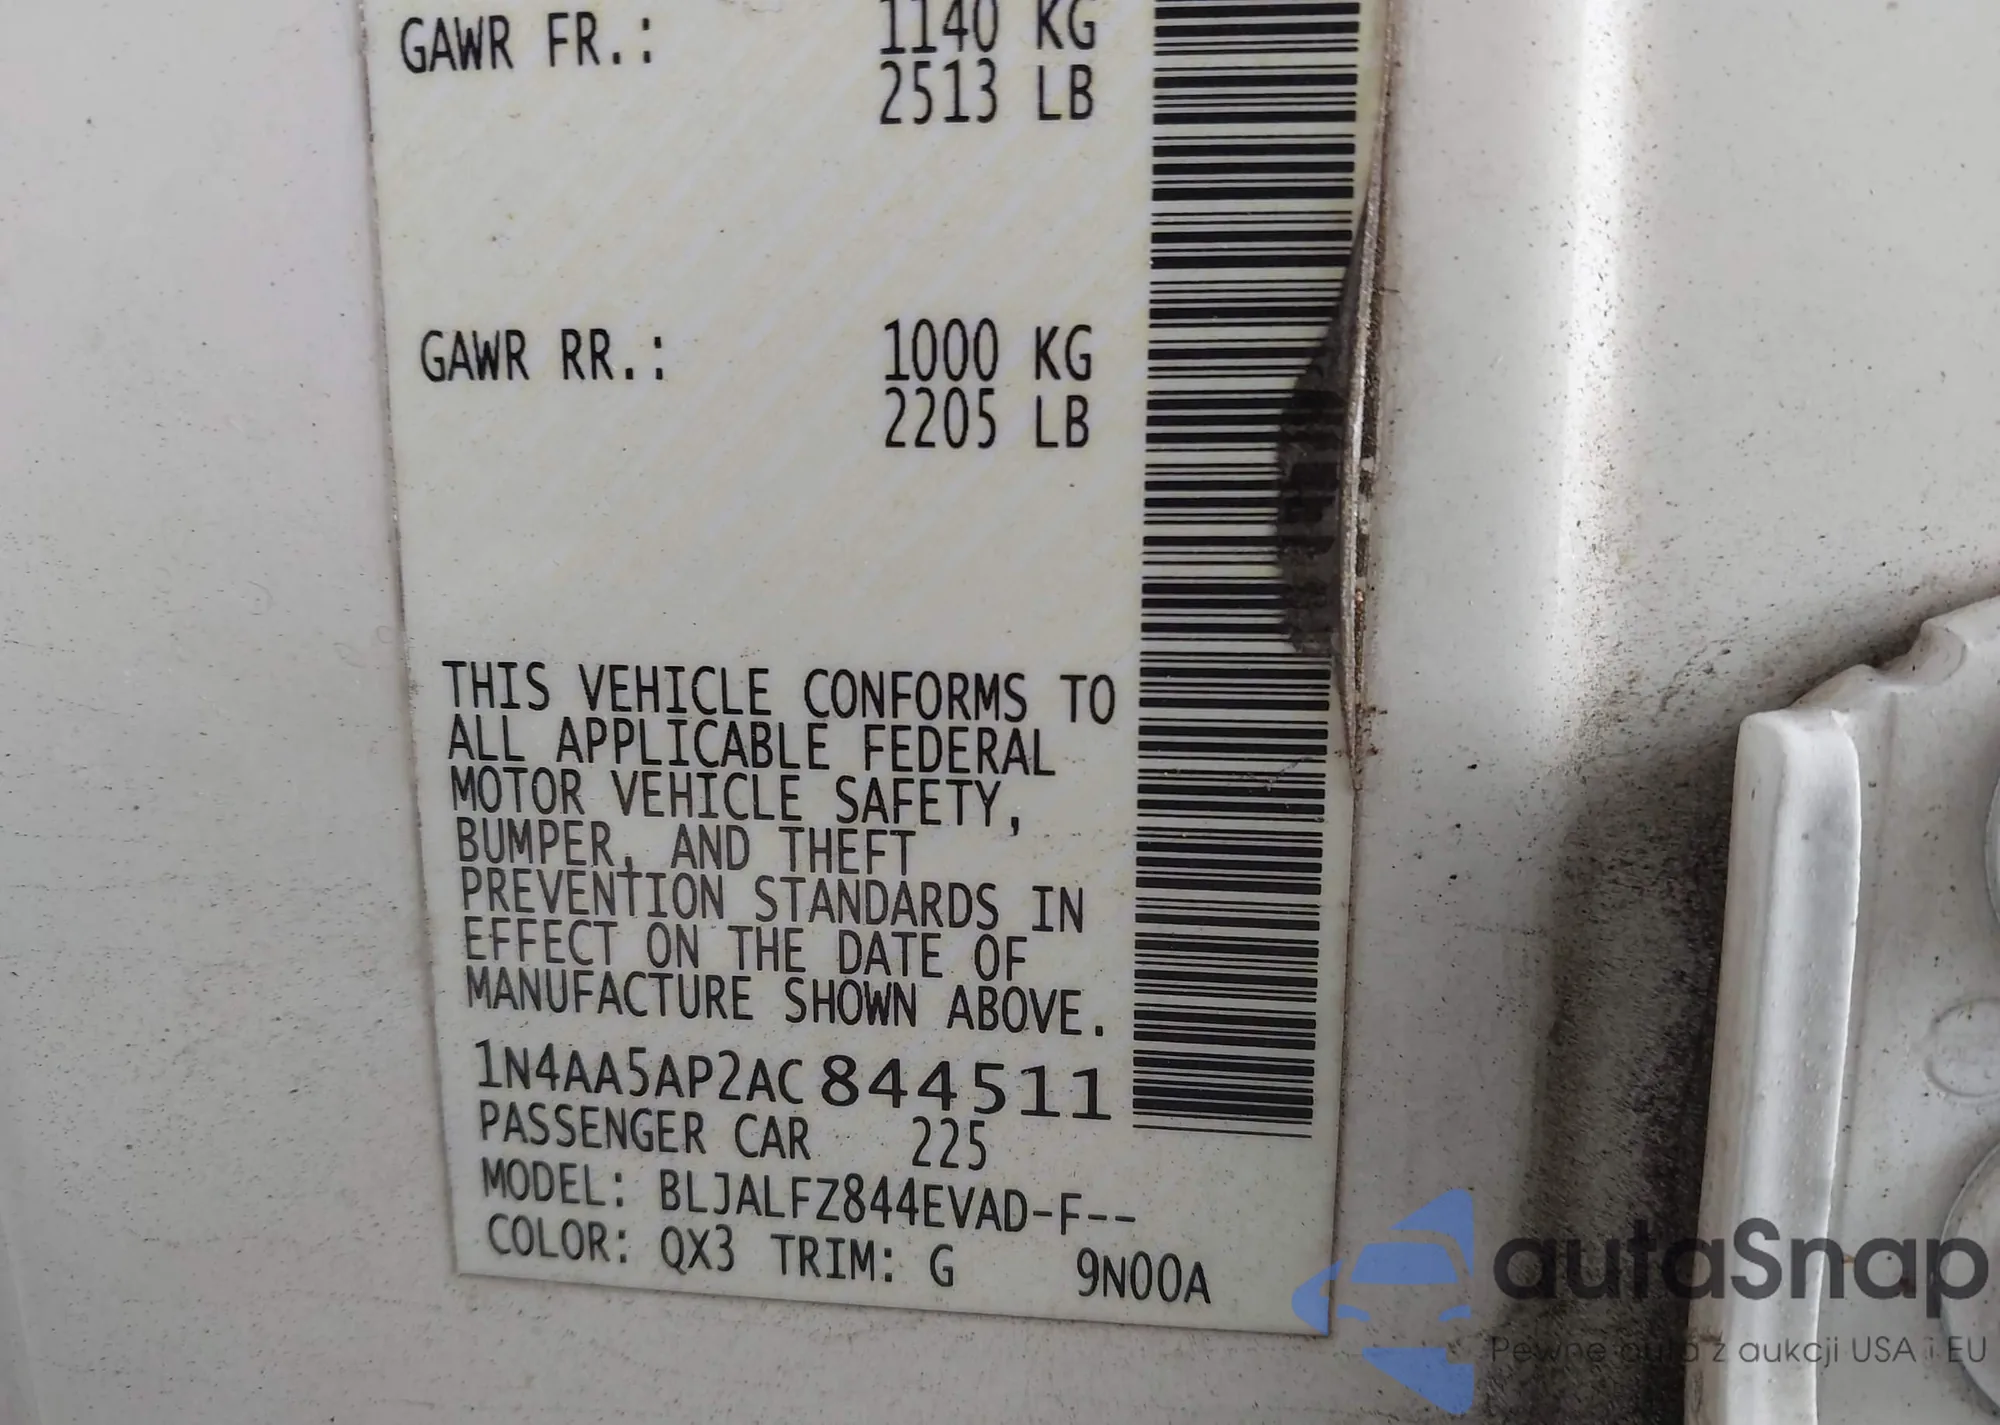 GAWR FR.: 1140 KG
2513 LB
GAWR RR.: 1000 KG
2205 LB
THIS VEHICLE CONFORMS TO
ALL APPLICABLE FEDERAL
MOTOR VEHICLE SAFETY,
BUMPER, AND THEFT
PREVENTION STANDARDS IN
EFFECT ON THE DATE OF
MANUFACTURE SHOWN ABOVE.
1N4AA5AP2AC844511
PASSENGER CAR 225
MODEL: BLJALFZ844EVAD-F--
COLOR: QX3 TRIM: G 9N00A
autaSnap
Pewne auta z aukcji USA i EU